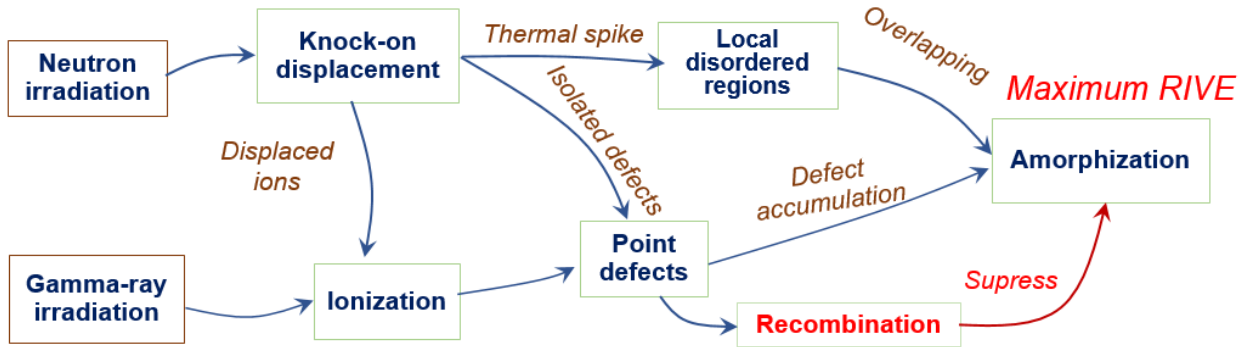 Neutron
irradiation
Knock-on
displacement
Thermal spike
Local
disordered
regions
Overlapping
Maximum RIVE
Isolated defects
Displaced
ions
Amorphization
Defect
accumulation
Gamma-ray
irradiation
Ionization
Point
defects
Supress
Recombination